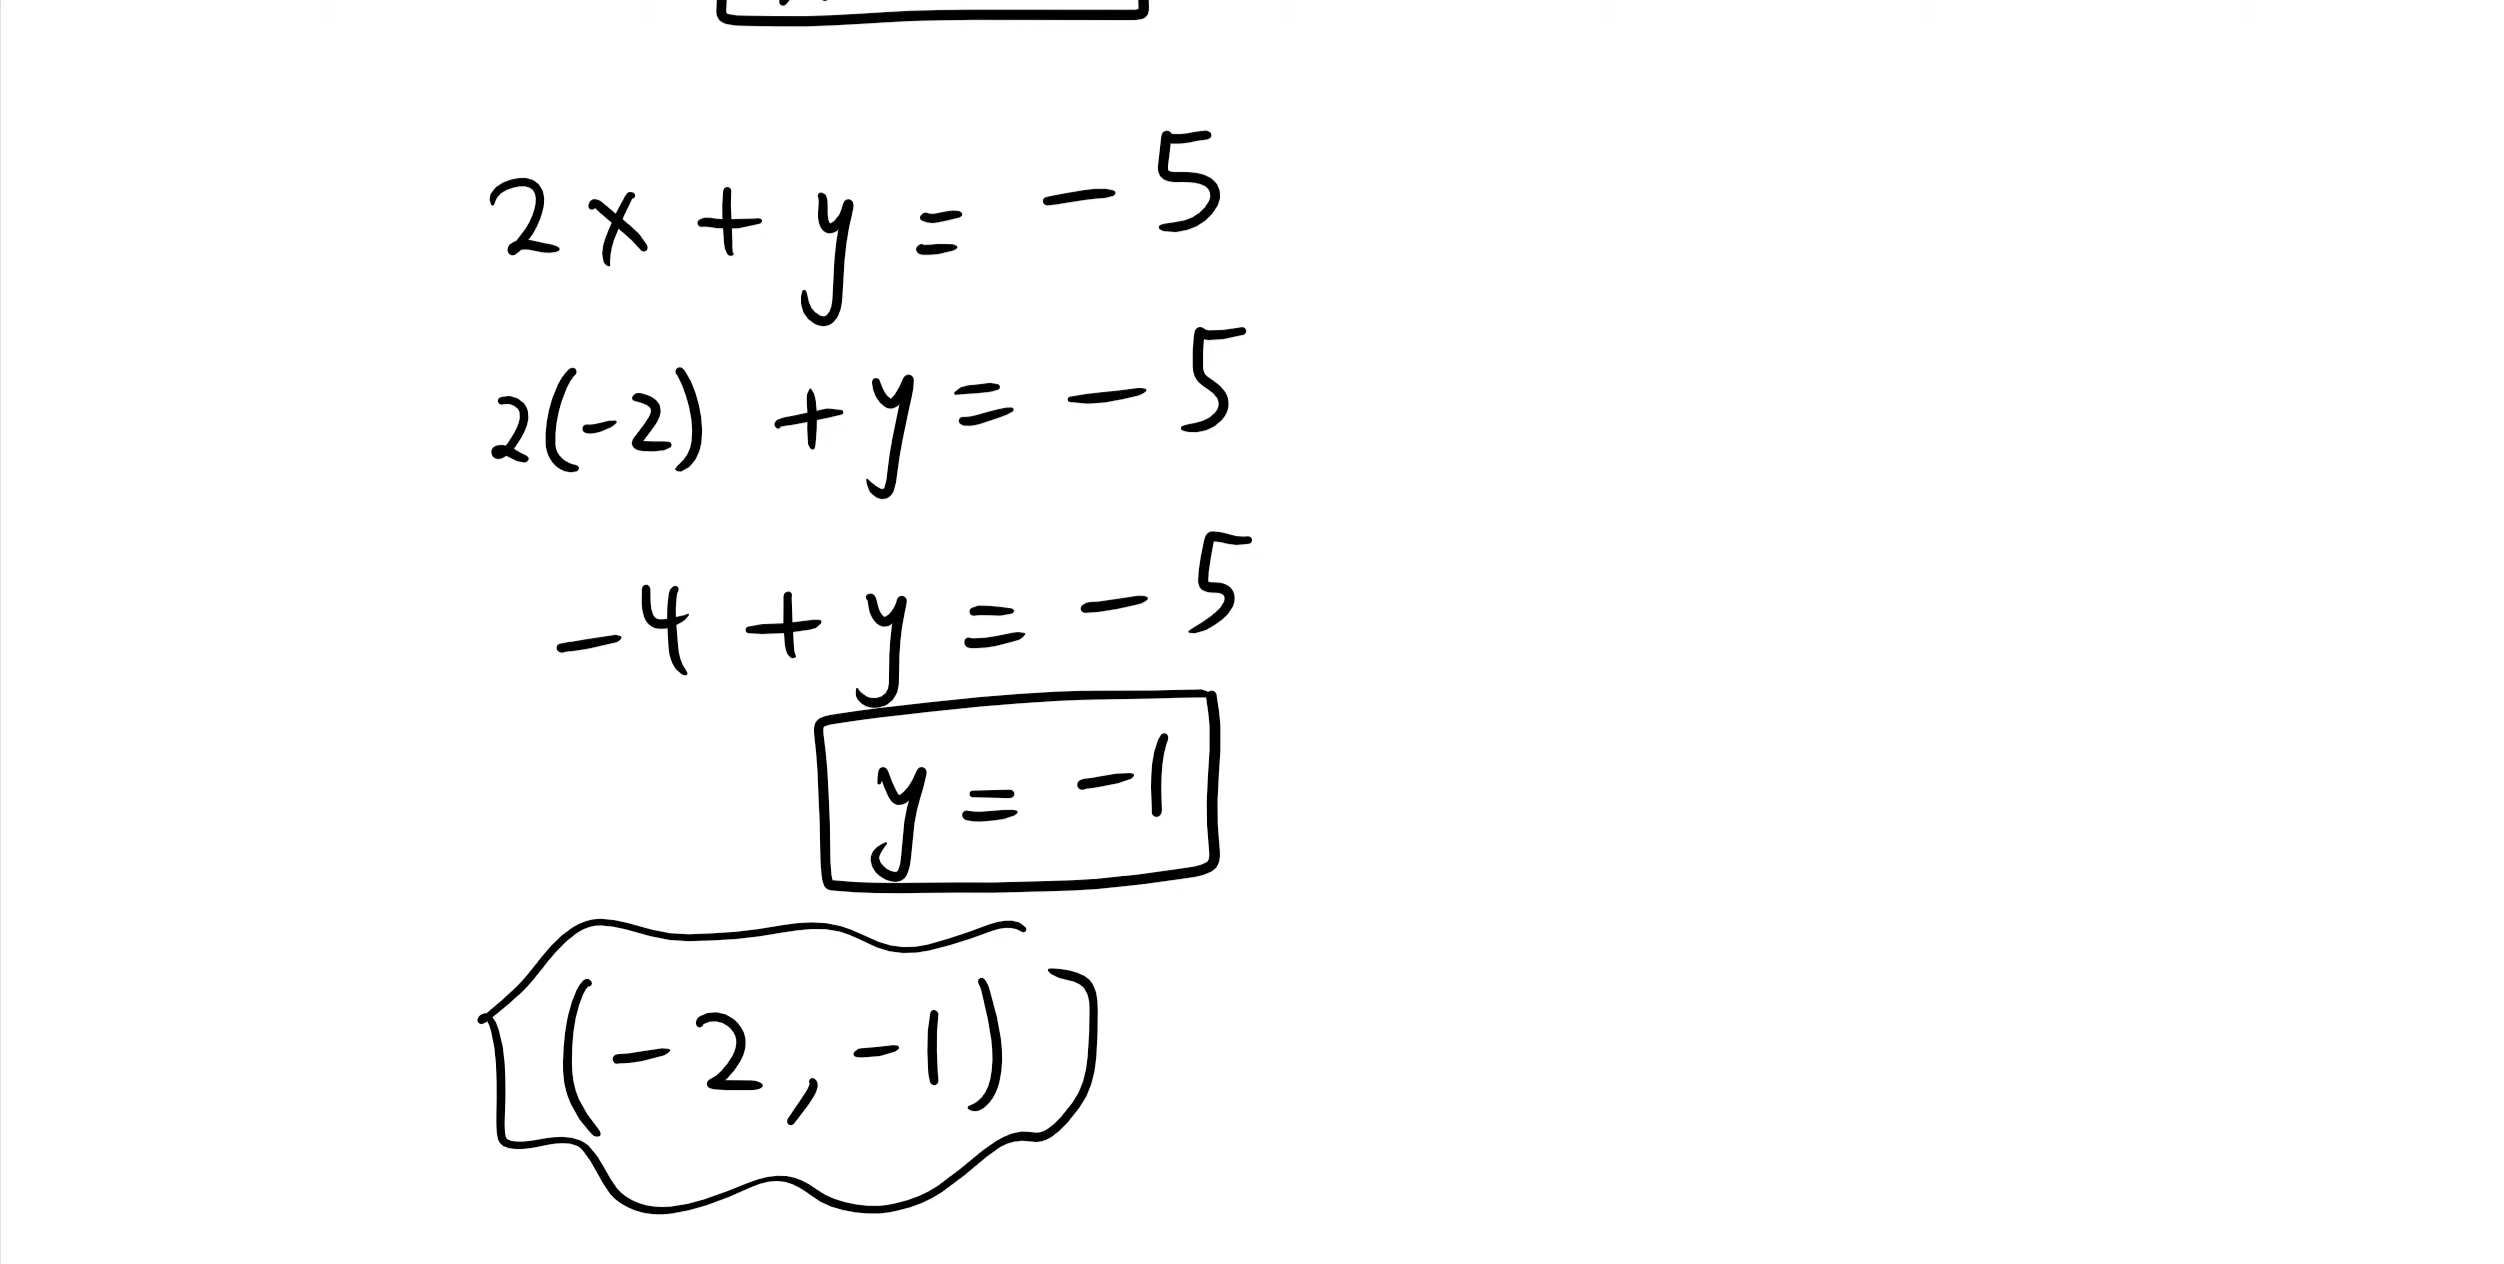 2x + y = -5
2(-2) + y = -5
-4 + y = -5
y = -1
(-2, -1)